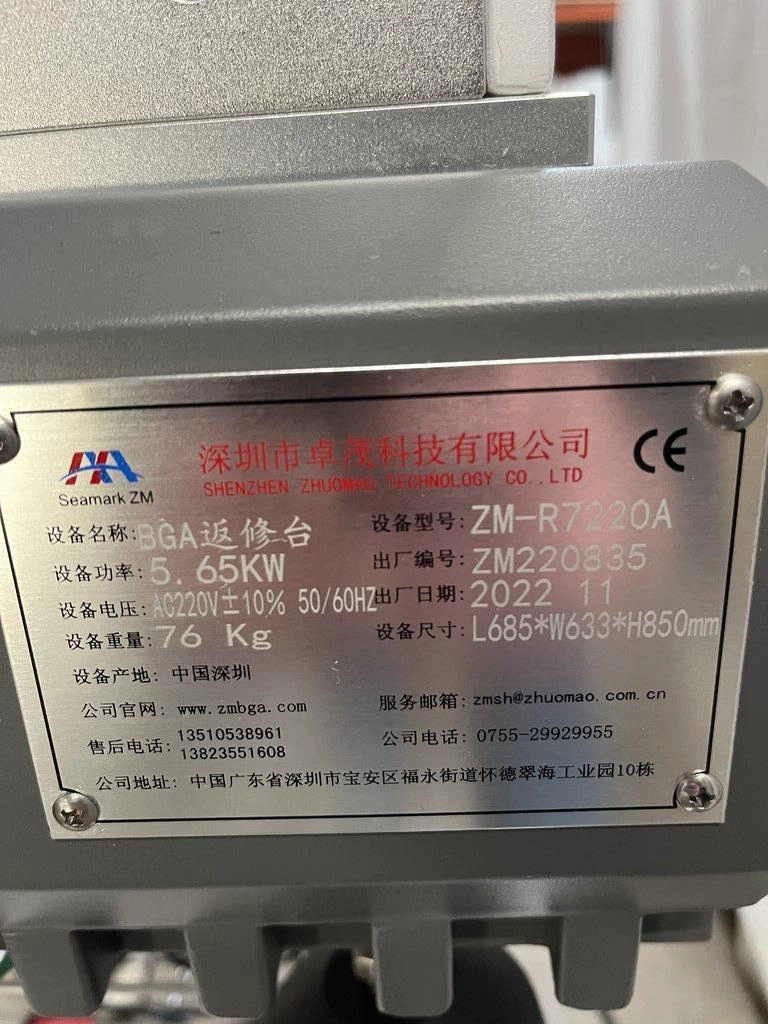 深圳市卓茂科技有限公司
SHENZHEN ZHUOMAO TECHNOLOGY CO.,LTD
CE
Seamark ZM
设备名称:BGA返修台
设备型号:ZM-R7220A
设备功率:5.65KW
出厂编号:ZM220835
设备电压:AC220V±10% 50/60HZ
出厂日期:2022 11
设备重量:76 Kg
设备尺寸:L685*W633*H850mm
设备产地: 中国深圳
公司官网: www.zmbga.com
服务邮箱: zmsh@zhuomao.com.cn
售后电话: 13510538961
13823551608
公司电话: 0755-29929955
公司地址: 中国广东省深圳市宝安区福永街道怀德翠海工业园10栋